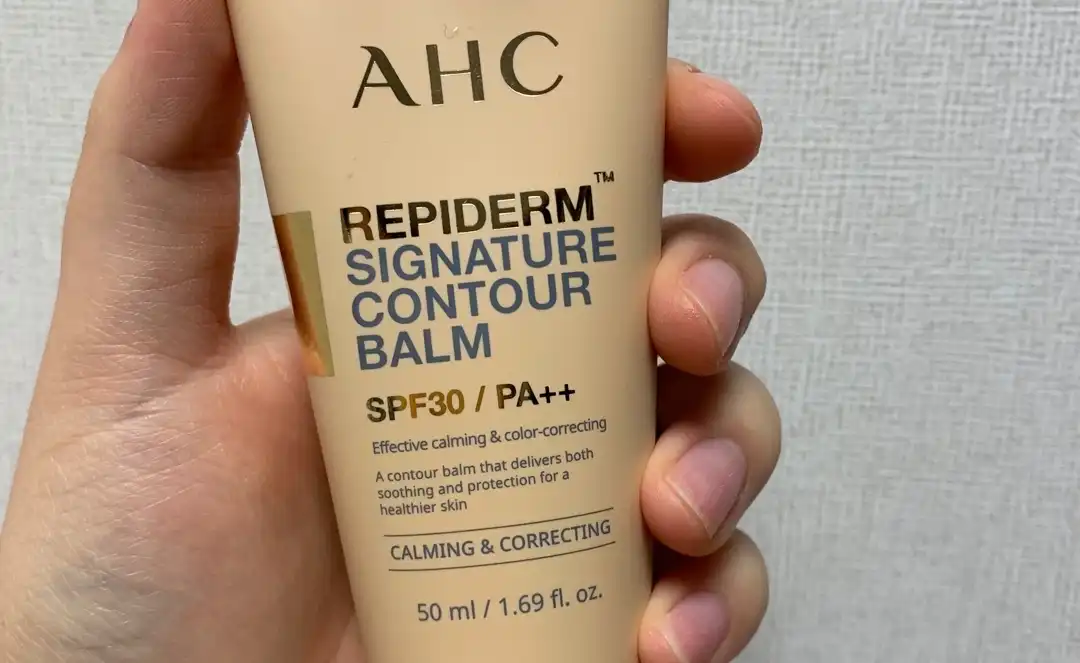 AHC
REPIDERM™
SIGNATURE
CONTOUR
BALM
SPF30 / PA++
Effective calming & color-correcting
A contour balm that delivers both
soothing and protection for a
healthier skin
CALMING & CORRECTING
50 ml / 1.69 fl. oz.